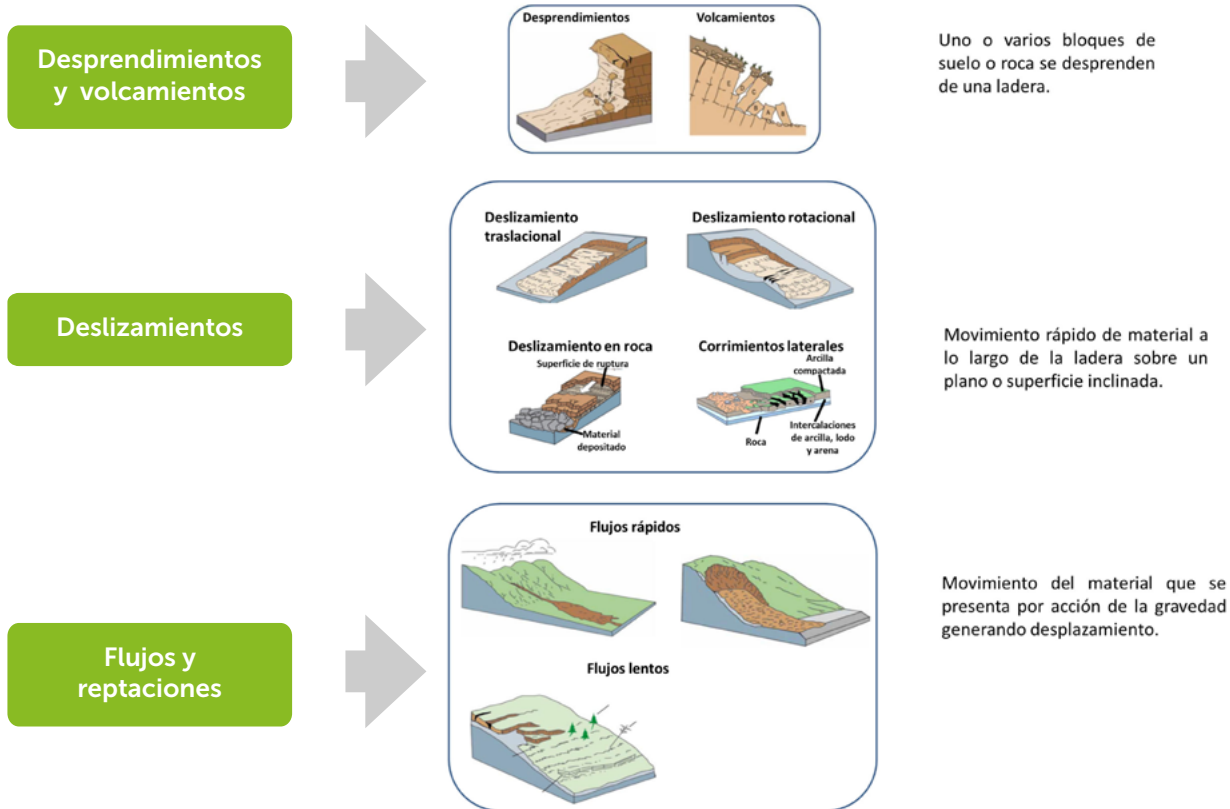 Desprendimientos
y volcamientos
Desprendimientos
Volcamientos
Uno o varios bloques de
suelo o roca se desprenden
de una ladera.
Deslizamientos
Deslizamiento
traslacional
Deslizamiento rotacional
Deslizamiento en roca
Superficie de ruptura
Material
depositado
Corrimientos laterales
Arcilla
compactada
Roca
Intercalaciones
de arcilla, lodo
y arena
Movimiento rápido de material a
lo largo de la ladera sobre un
plano o superficie inclinada.
Flujos y
reptaciones
Flujos rápidos
Flujos lentos
Movimiento del material que se
presenta por acción de la gravedad
generando desplazamiento.